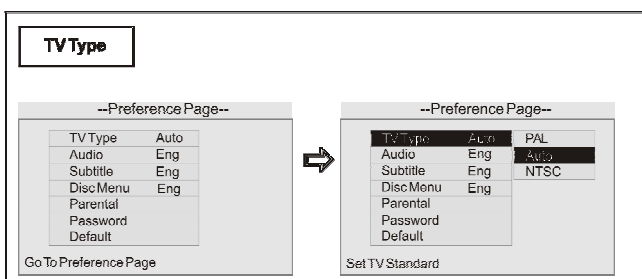 TV Type
--Preference Page--
TV Type Auto
Audio Eng
Subtitle Eng
Disc Menu Eng
Parental
Password
Default
Go To Preference Page
--Preference Page--
TV Type Auto PAL
Audio Eng Auto
Subtitle Eng NTSC
Disc Menu Eng
Parental
Password
Default
Set TV Standard